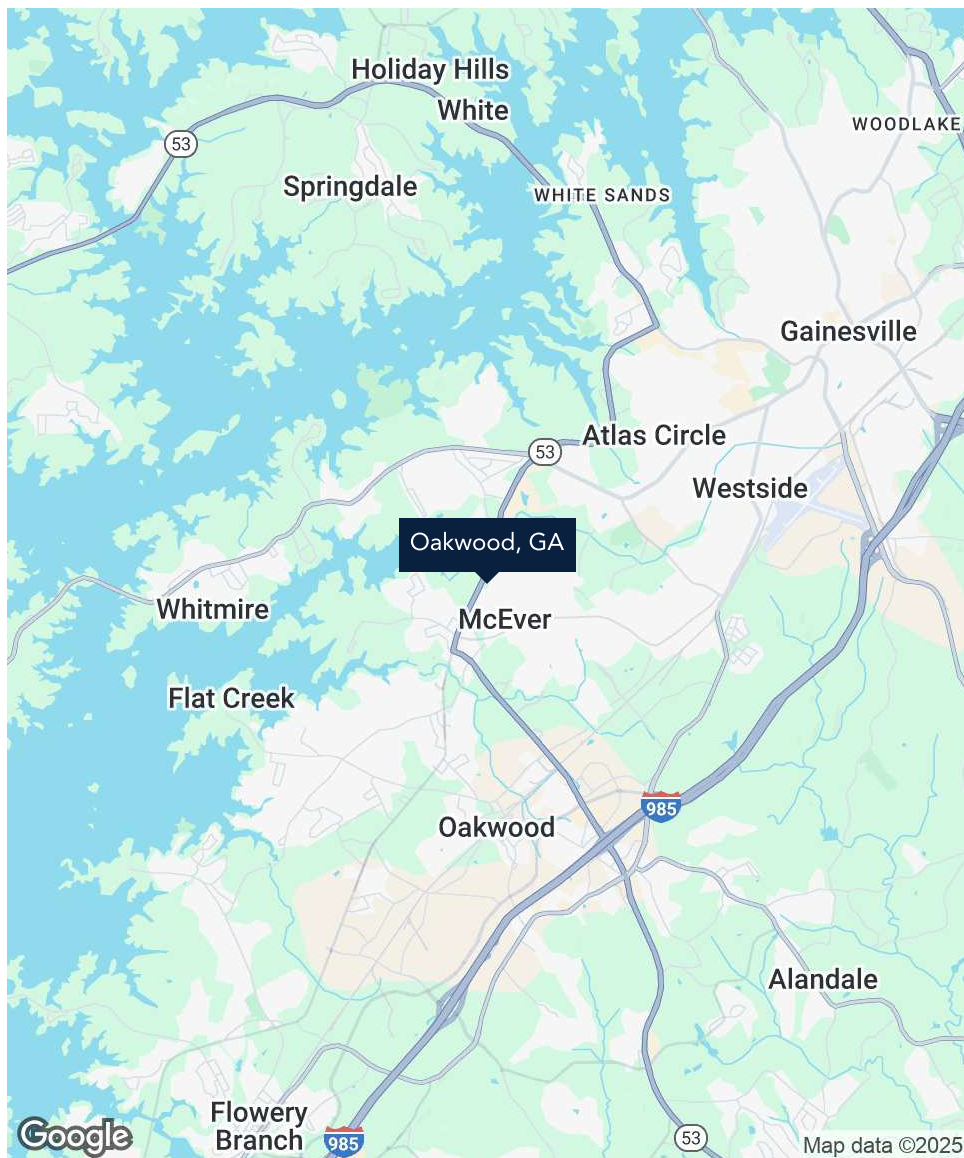 Holiday Hills
White
WOODLAKE
53
Springdale
WHITE SANDS
Gainesville
Atlas Circle
53
Westside
Oakwood, GA
Whitmire
McEver
Flat Creek
985
Oakwood
Alandale
Flowery
Branch
985
53
Google
Map data ©2025